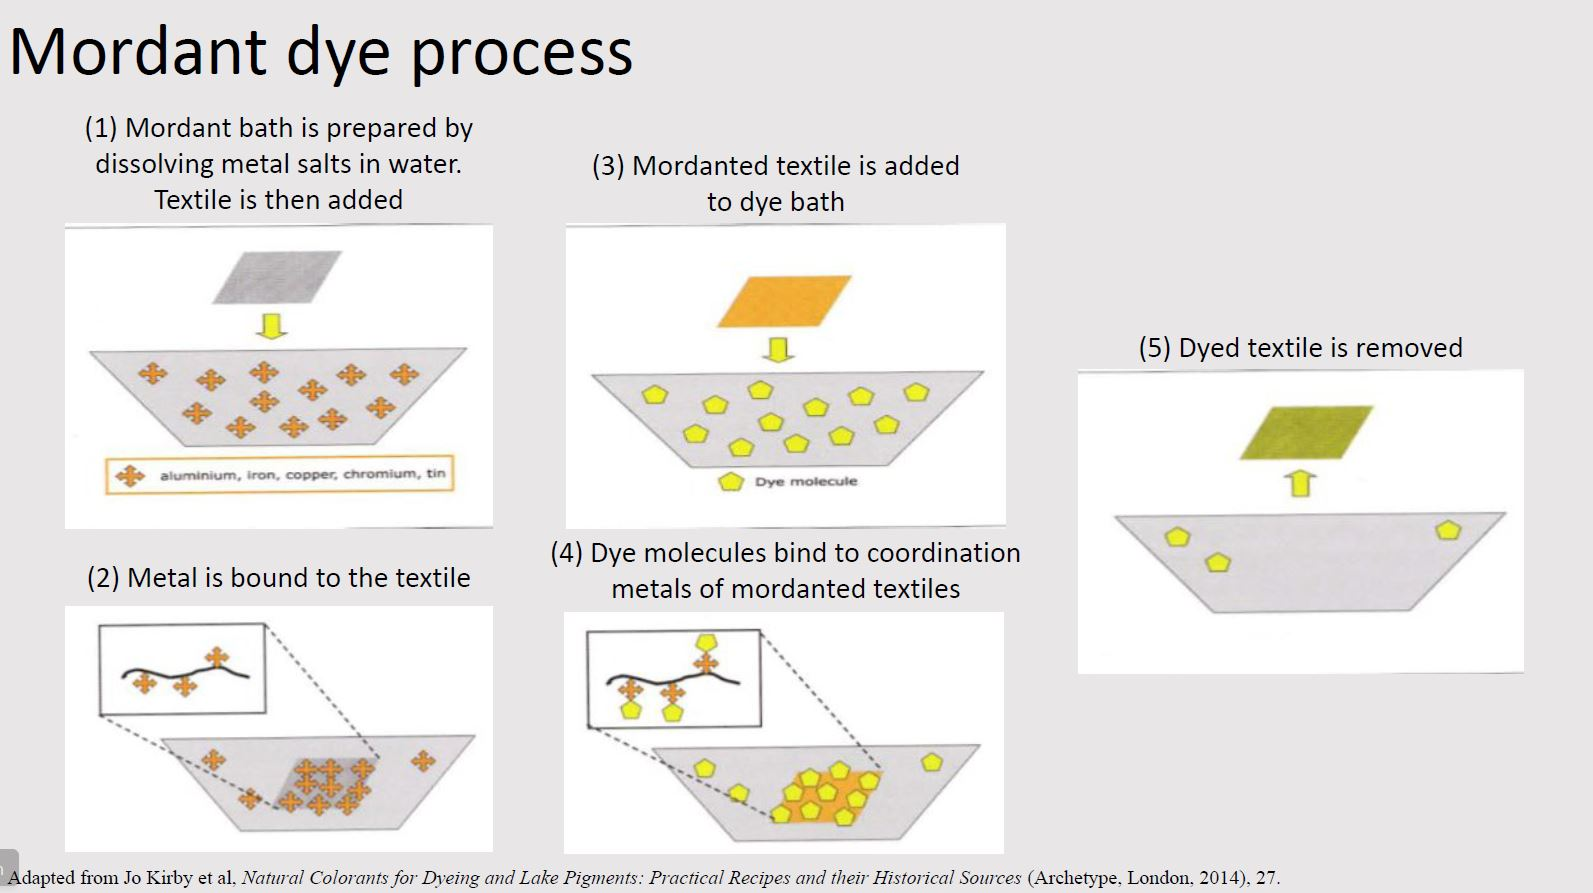 Mordant dye process
(1) Mordant bath is prepared by
dissolving metal salts in water.
Textile is then added
aluminium, iron, copper, chromium, tin
(2) Metal is bound to the textile
(3) Mordanted textile is added
to dye bath
Dye molecule
(4) Dye molecules bind to coordination
metals of mordanted textiles
(5) Dyed textile is removed
Adapted from Jo Kirby et al, Natural Colorants for Dyeing and Lake Pigments: Practical Recipes and their Historical Sources (Archetype, London, 2014), 27.